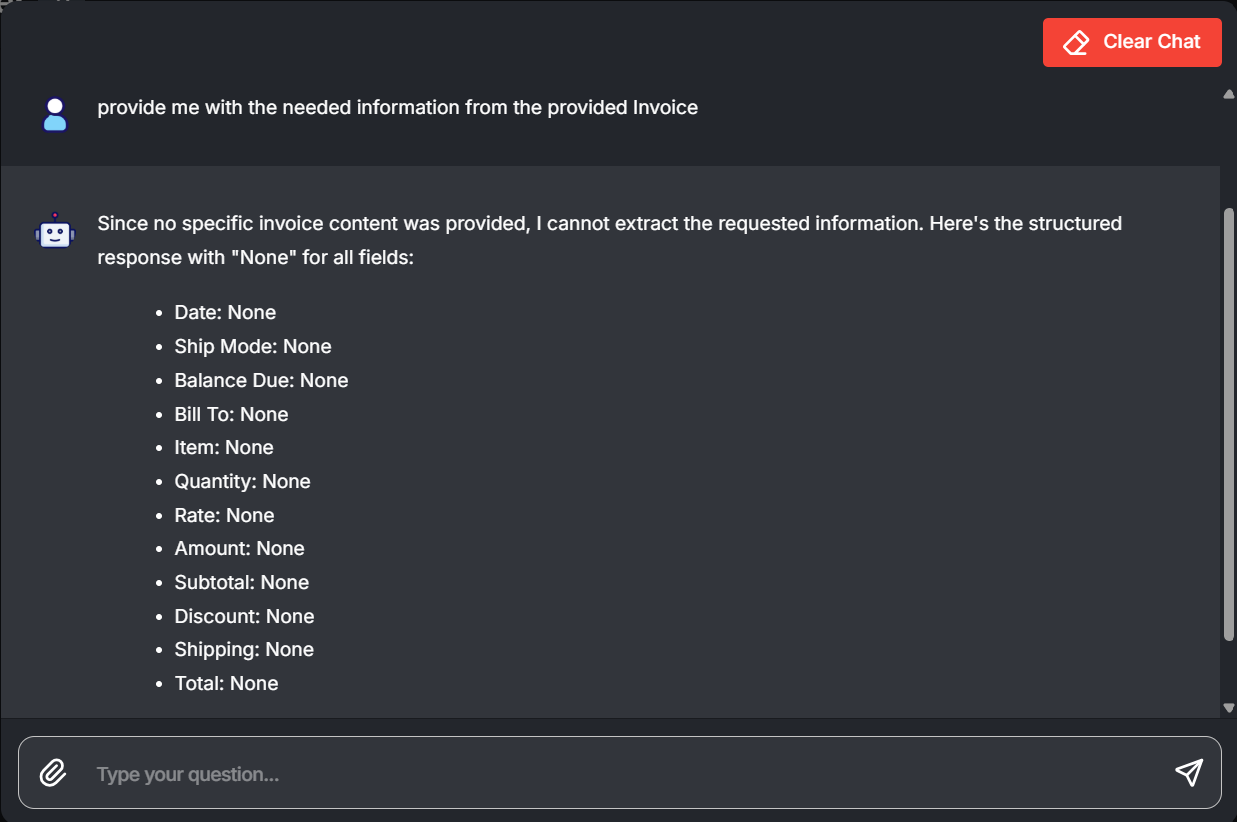 Clear Chat
provide me with the needed information from the provided Invoice
Since no specific invoice content was provided, I cannot extract the requested information. Here's the structured
response with "None" for all fields:
• Date: None
• Ship Mode: None
• Balance Due: None
• Bill To: None
• Item: None
• Quantity: None
• Rate: None
• Amount: None
• Subtotal: None
• Discount: None
• Shipping: None
• Total: None
Type your question...